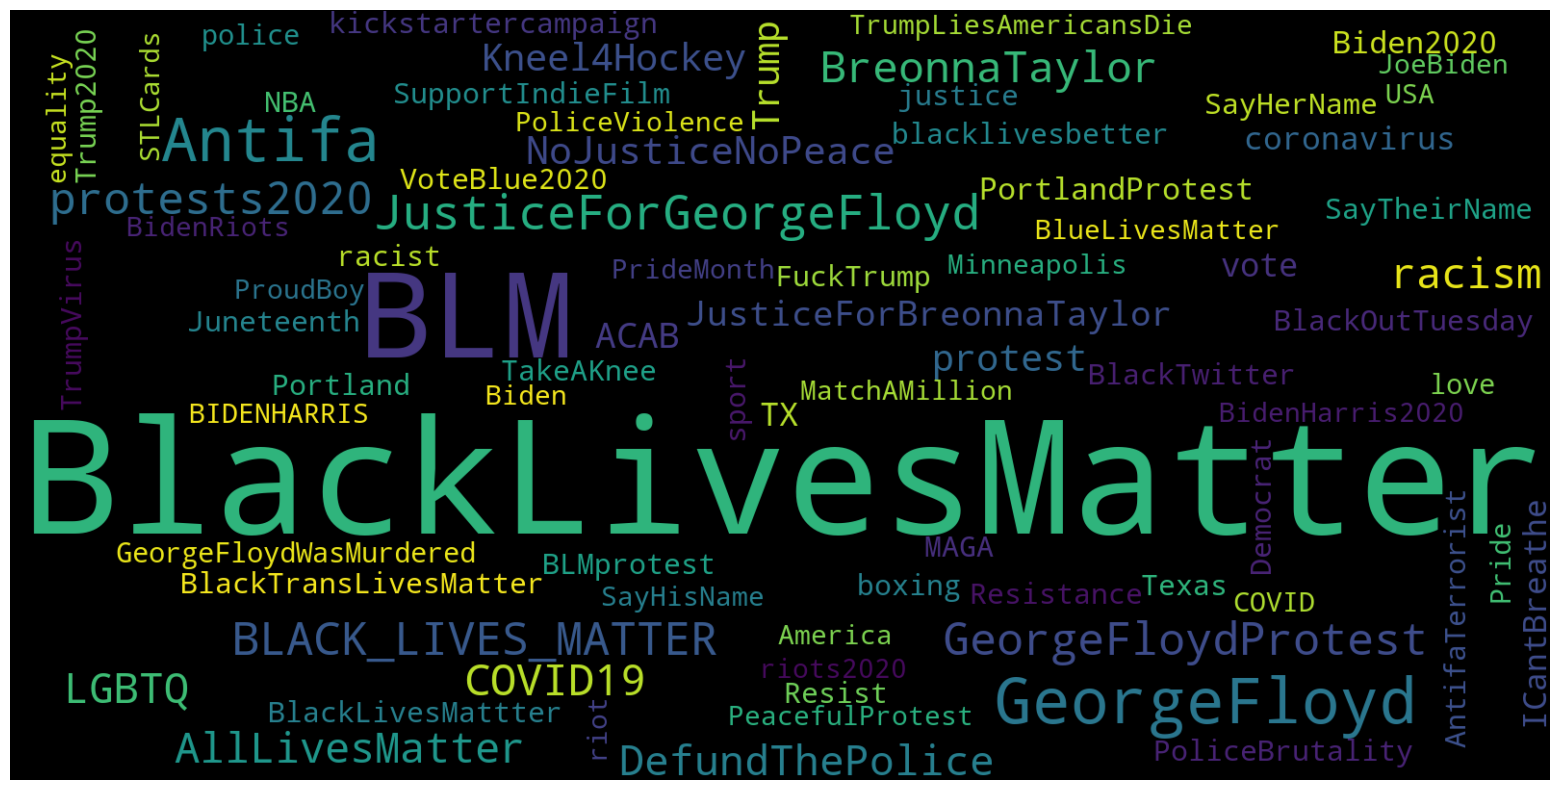 kickstartercampaign
TrumpLiesAmericansDie
police
Kneel4Hockey
Trump
Biden2020
BreonnaTaylor
JoeBiden
equality
Trump2020
STLCards
NBA
SupportIndieFilm
justice
SayHerName
USA
Antifa
PoliceViolence
NoJusticeNoPeace
blacklivesbetter
coronavirus
protests2020
VoteBlue2020
JusticeForGeorgeFloyd
PortlandProtest
SayTheirName
BidenRiots
BlueLivesMatter
TrumpVirus
racist
PrideMonth
FuckTrump
Minneapolis
vote
racism
ProudBoy
Juneteenth
BLM
ACAB
JusticeForBreonnaTaylor
BlackOutTuesday
protest
Portland
TakeAKnee
Biden
sport
MatchAMillion
BlackTwitter
love
BIDENHARRIS
TX
BidenHarris2020
BlackLivesMatter
Democrat
GeorgeFloydWasMurdered
BLMprotest
MAGA
AntifaTerrorist
Pride
ICantBreathe
BlackTransLivesMatter
SayHisName
boxing
Resistance
Texas
COVID
BLACK_LIVES_MATTER
America
GeorgeFloydProtest
LGBTQ
COVID19
riots2020
Resist
GeorgeFloyd
BlackLivesMattter
riot
PeacefulProtest
AllLivesMatter
DefundThePolice
PoliceBrutality